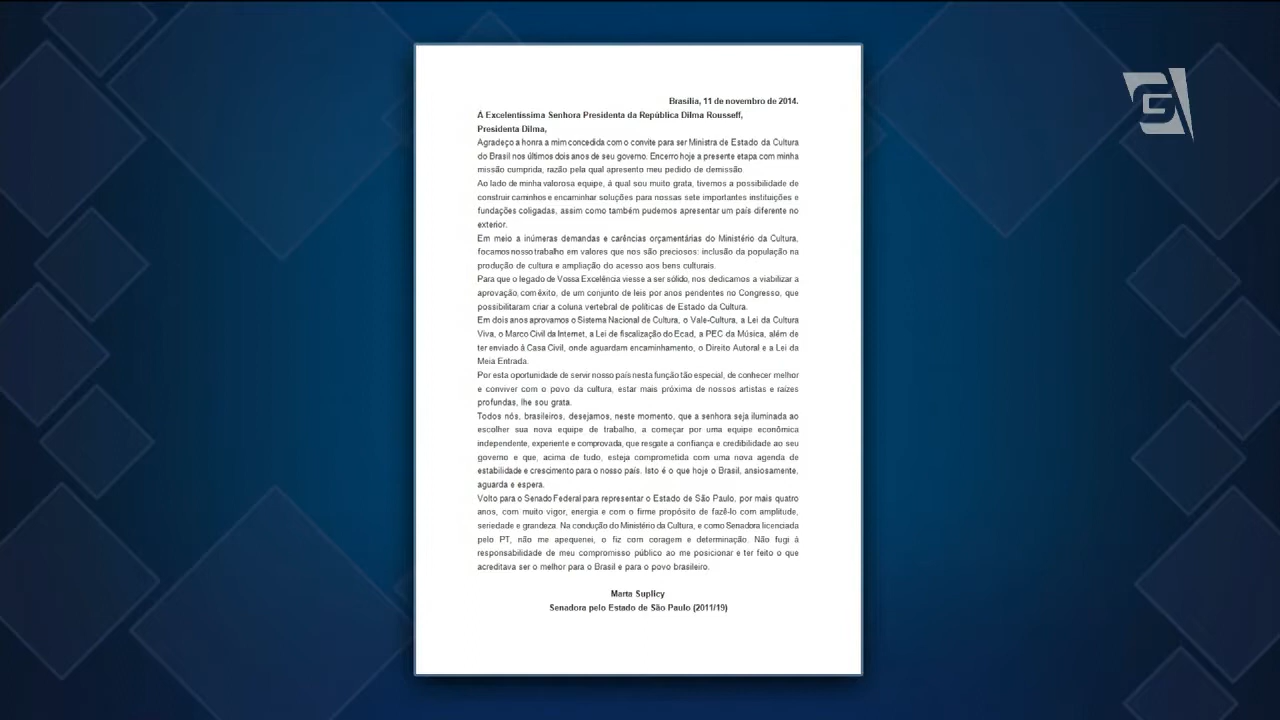 Brasília, 11 de novembro de 2014.
Á Excelentíssima Senhora Presidenta da República Dilma Rousseff,
Presidenta Dilma,
Agradeço a honra a mim concedida com o convite para ser Ministra de Estado da Cultura
do Brasil nos últimos dois anos de seu governo. Encerro hoje a presente etapa com minha
missão cumprida, razão pela qual apresento meu pedido de demissão.
Ao lado de minha valorosa equipe, á qual sou muito grata, tivemos a possibilidade de
construir caminhos e encaminhar soluções para nossas sete importantes instituições e
fundações coligadas, assim como também pudemos apresentar um país diferente no
exterior.
Em meio a inúmeras demandas e carências orçamentárias do Ministério da Cultura,
focamos nosso trabalho em valores que nos são preciosos: inclusão da população na
produção de cultura e ampliação do acesso aos bens culturais.
Para que o legado de Vossa Excelência viesse a ser sólido, nos dedicamos a viabilizar a
aprovação, com êxito, de um conjunto de leis por anos pendentes no Congresso, que
possibilitaram criar a coluna vertebral de políticas de Estado da Cultura.
Em dois anos aprovamos o Sistema Nacional de Cultura, o Vale-Cultura, a Lei da Cultura
Viva, o Marco Civil da Internet, a Lei de fiscalização do Ecad, a PEC da Música, além de
ter enviado á Casa Civil, onde aguardam encaminhamento, o Direito Autoral e a Lei da
Meia Entrada.
Por esta oportunidade de servir nosso país nesta função tão especial, de conhecer melhor
e conviver com o povo da cultura, estar mais próxima de nossos artistas e raízes
profundas, lhe sou grata.
Todos nós, brasileiros, desejamos, neste momento, que a senhora seja iluminada ao
escolher sua nova equipe de trabalho, a começar por uma equipe econômica
independente, experiente e comprovada, que resgate a confiança e credibilidade ao seu
governo e que, acima de tudo, esteja comprometida com uma nova agenda de
estabilidade e crescimento para o nosso país. Isto é o que hoje o Brasil, ansiosamente,
aguarda e espera.
Volto para o Senado Federal para representar o Estado de São Paulo, por mais quatro
anos, com muito vigor, energia e com o firme propósito de fazê-lo com amplitude,
seriedade e grandeza. Na condução do Ministério da Cultura, e como Senadora licenciada
pelo PT, não me apequenei, o fiz com coragem e determinação. Não fugi á
responsabilidade de meu compromisso público ao me posicionar e ter feito o que
acreditava ser o melhor para o Brasil e para o povo brasileiro.
Marta Suplicy
Senadora pelo Estado de São Paulo (2011/19)